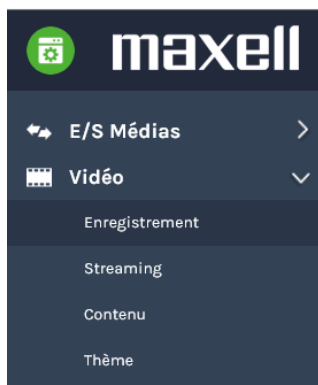 maxell
E/S Médias
Vidéo
Enregistrement
Streaming
Contenu
Thème